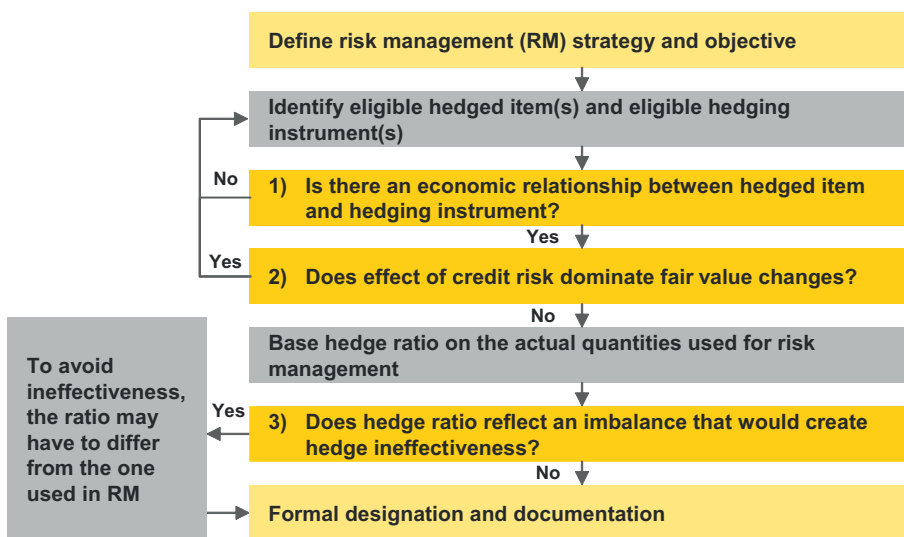 Define risk management (RM) strategy and objective
Identify eligible hedged item(s) and eligible hedging
instrument(s)
No
1) Is there an economic relationship between hedged item
and hedging instrument?
Yes
Yes
2) Does effect of credit risk dominate fair value changes?
No
Base hedge ratio on the actual quantities used for risk
management
To avoid
ineffectiveness,
the ratio may
have to differ
from the one
used in RM
Yes
3) Does hedge ratio reflect an imbalance that would create
hedge ineffectiveness?
No
Formal designation and documentation